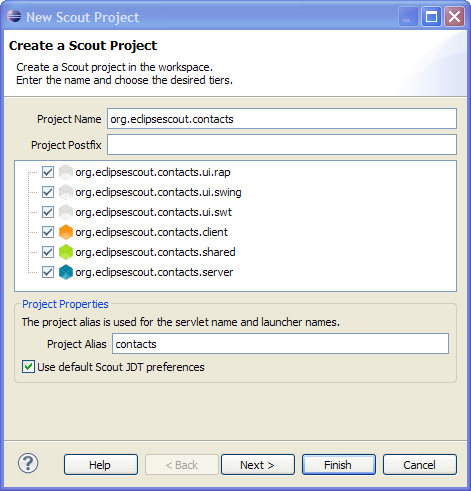 New Scout Project
Create a Scout Project
Create a Scout project in the workspace.
Enter the name and choose the desired tiers.
Project Name org.eclipsescout.contacts
Project Postfix
org.eclipsescout.contacts.ui.rap
org.eclipsescout.contacts.ui.swing
org.eclipsescout.contacts.ui.swt
org.eclipsescout.contacts.client
org.eclipsescout.contacts.shared
org.eclipsescout.contacts.server
Project Properties
The project alias is used for the servlet name and launcher names.
Project Alias contacts
Use default Scout JDT preferences
? Help < Back Next > Finish Cancel